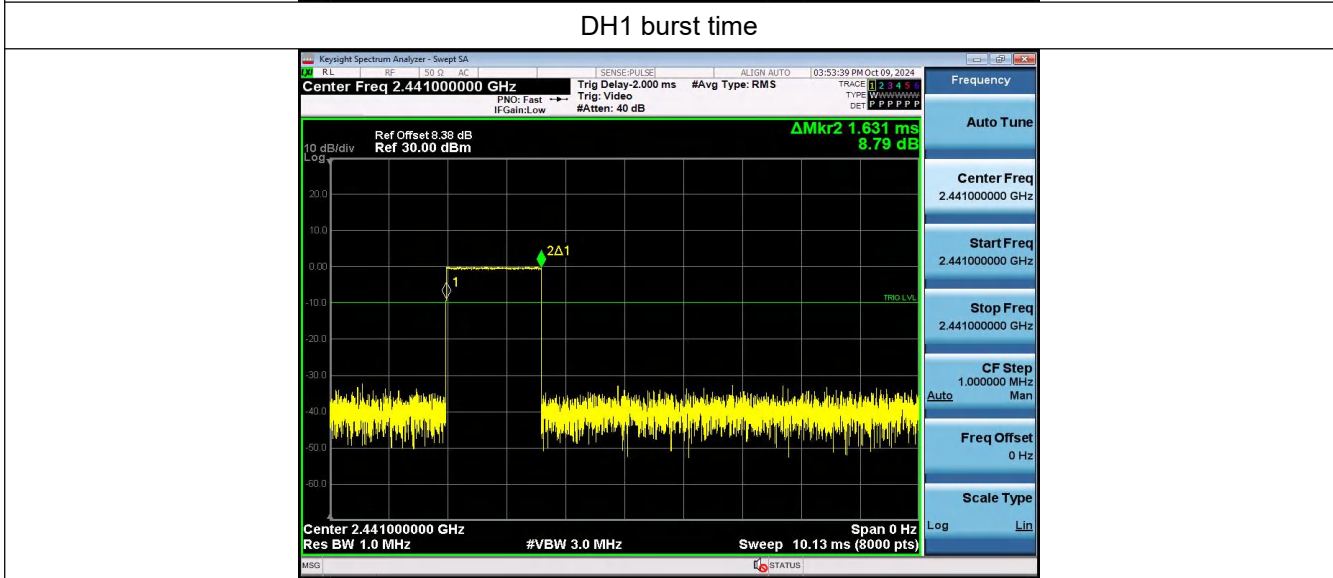 DH1 burst time
Keysight Spectrum Analyzer - Swept SA
LXI RL RF 50 Ω AC SENSE:PULSE ALIGN AUTO 03:53:39 PM Oct 09, 2024
Center Freq 2.441000000 GHz
PNO: Fast
IFGain:Low
Trig Delay-2.000 ms
Trig: Video
#Atten: 40 dB
#Avg Type: RMS
TRACE 1 2 3 4 5 6
TYPE WWWWWW
DET P P P P P P
ΔMkr2 1.631 ms
8.79 dB
Ref Offset 8.38 dB
10 dB/div Ref 30.00 dBm
Log
20.0
10.0
0.00
-10.0
-20.0
-30.0
-40.0
-50.0
-60.0
1
2Δ1
TRIG LVL
Center 2.441000000 GHz Span 0 Hz
Res BW 1.0 MHz #VBW 3.0 MHz Sweep 10.13 ms (8000 pts)
MSG STATUS
Frequency
Auto Tune
Center Freq
2.441000000 GHz
Start Freq
2.441000000 GHz
Stop Freq
2.441000000 GHz
CF Step
1.000000 MHz
Auto Man
Freq Offset
0 Hz
Scale Type
Log Lin